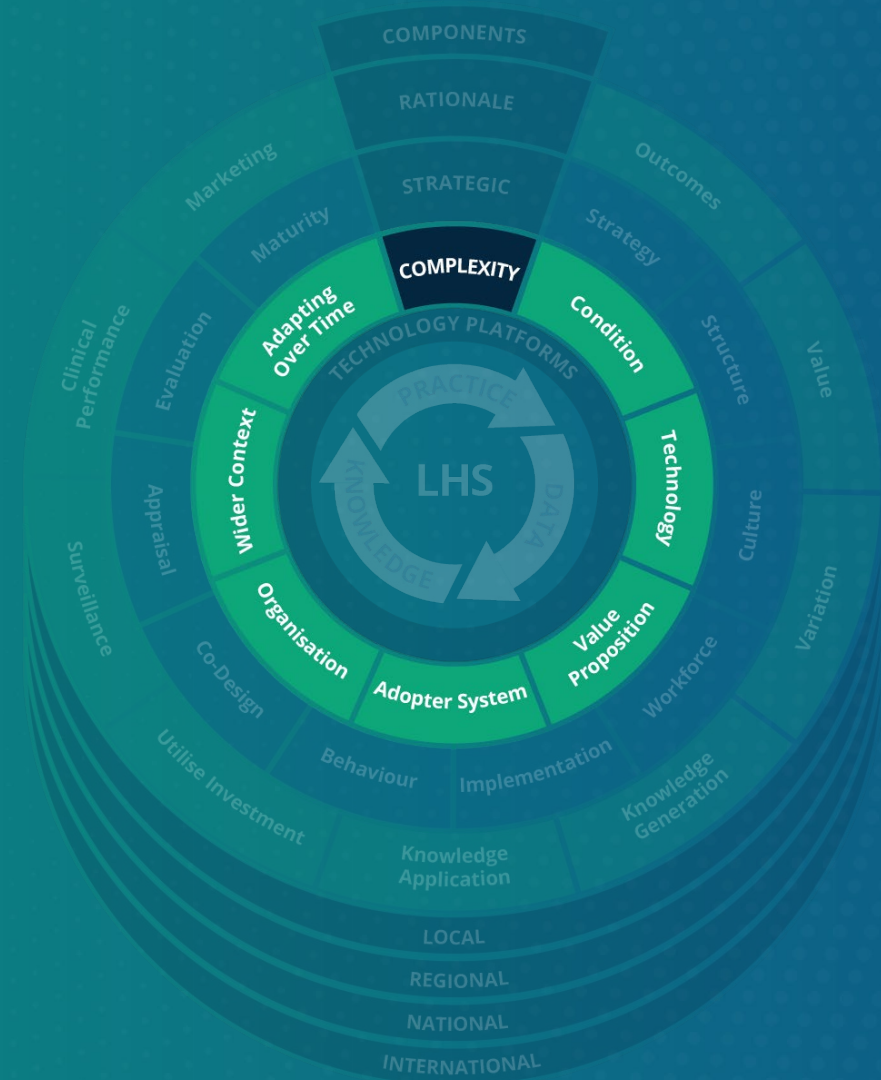 COMPONENTS
RATIONALE
STRATEGIC
COMPLEXITY
TECHNOLOGY PLATFORMS
PRACTICE
DATA
KNOWLEDGE
LHS
Condition
Technology
Value
Proposition
Adopter System
Organisation
Wider Context
Adapting
Over Time
Strategy
Structure
Culture
Workforce
Implementation
Behaviour
Co-Design
Appraisal
Evaluation
Maturity
Outcomes
Value
Variation
Knowledge
Generation
Knowledge
Application
Utilise Investment
Surveillance
Clinical
Performance
Marketing
LOCAL
REGIONAL
NATIONAL
INTERNATIONAL